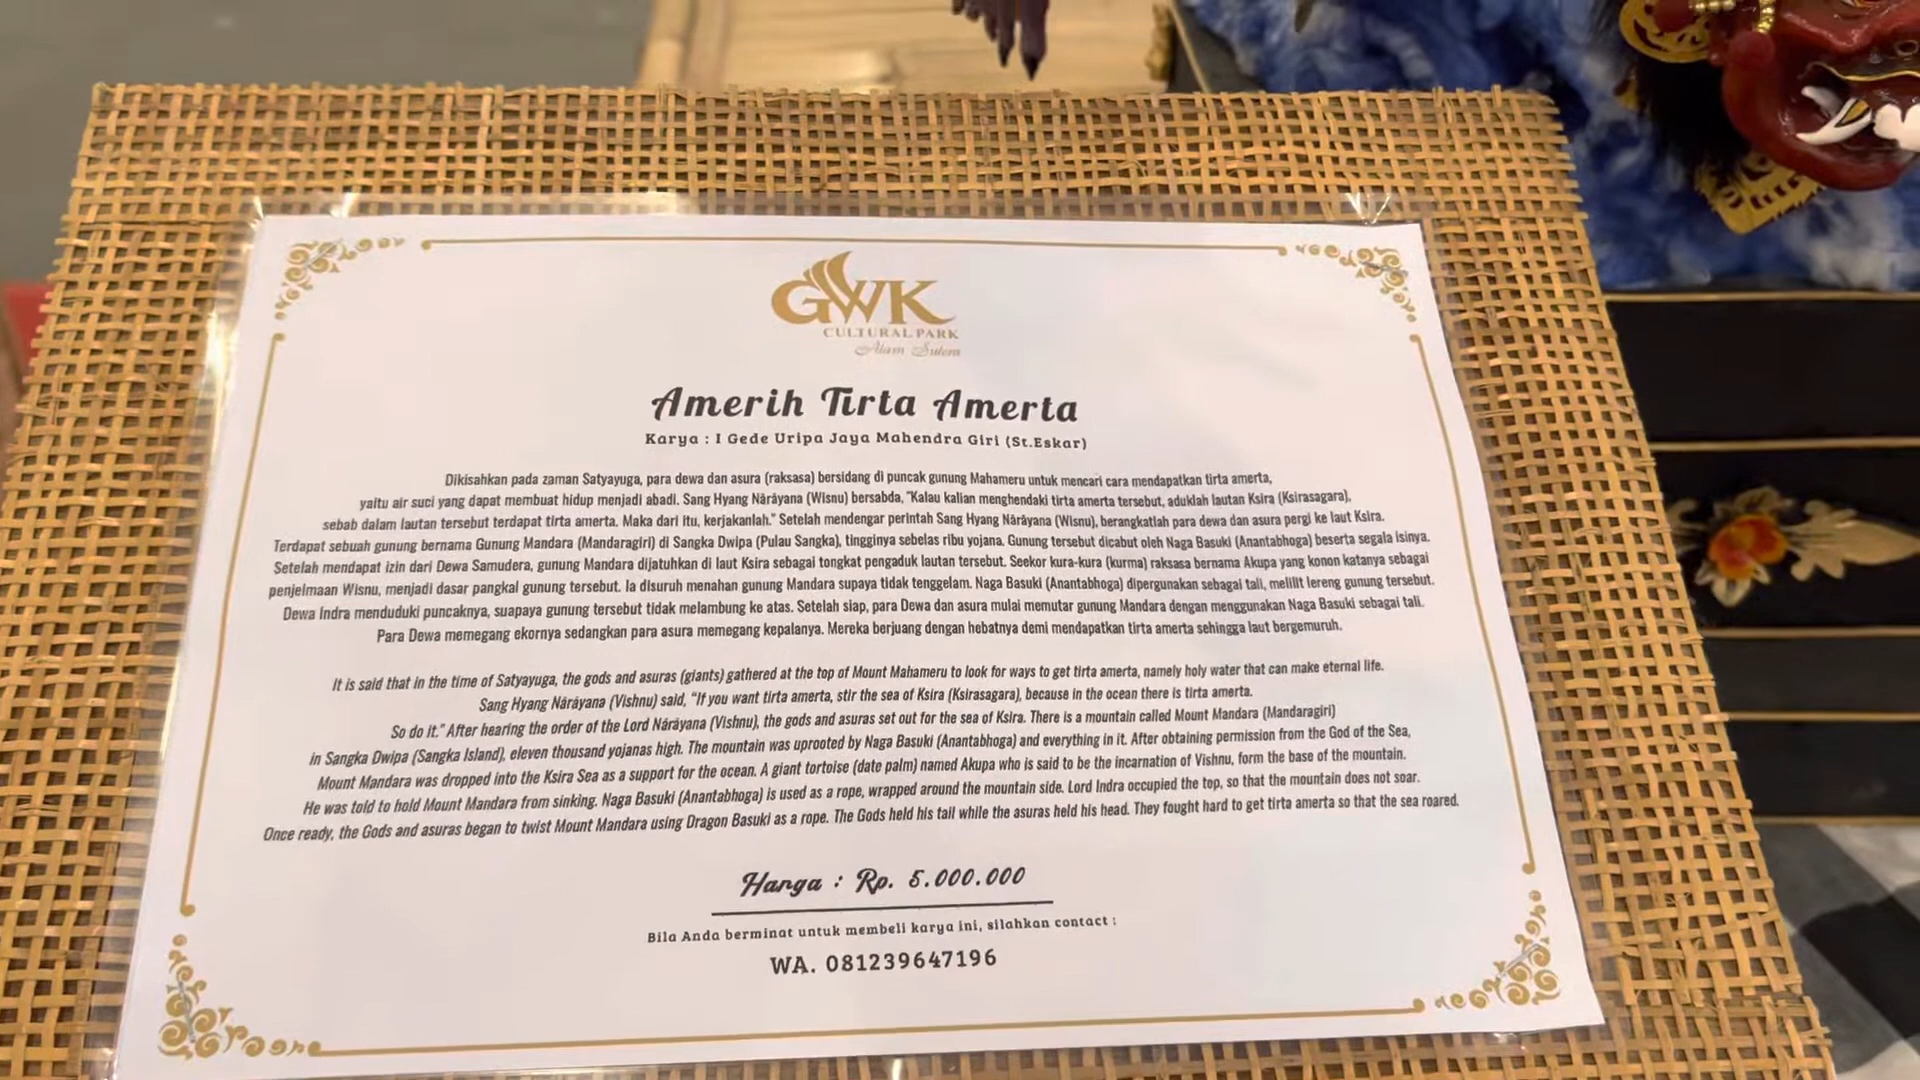 GWK
CULTURAL PARK
Alam Sutera
Amerih Tirta Amerta
Karya : I Gede Uripa Jaya Mahendra Giri (St.Eskar)
Dikisahkan pada zaman Satyayuga, para dewa dan asura (raksasa) bersidang di puncak gunung Mahameru untuk mencari cara mendapatkan tirta amerta,
yaitu air suci yang dapat membuat hidup menjadi abadi. Sang Hyang Nārāyana (Wisnu) bersabda, "Kalau kalian menghendaki tirta amerta tersebut, aduklah lautan Ksira (Ksirasagara),
sebab dalam lautan tersebut terdapat tirta amerta. Maka dari itu, kerjakanlah." Setelah mendengar perintah Sang Hyang Nārāyana (Wisnu), berangkatlah para dewa dan asura pergi ke laut Ksira.
Terdapat sebuah gunung bernama Gunung Mandara (Mandaragiri) di Sangka Dwipa (Pulau Sangka), tingginya sebelas ribu yojana. Gunung tersebut dicabut oleh Naga Basuki (Anantabhoga) beserta segala isinya.
Setelah mendapat izin dari Dewa Samudera, gunung Mandara dijatuhkan di laut Ksira sebagai tongkat pengaduk lautan tersebut. Seekor kura-kura (kurma) raksasa bernama Akupa yang konon katanya sebagai
penjelmaan Wisnu, menjadi dasar pangkal gunung tersebut. Ia disuruh menahan gunung Mandara supaya tidak tenggelam. Naga Basuki (Anantabhoga) dipergunakan sebagai tali, melilit lereng gunung tersebut.
Dewa Indra menduduki puncaknya, suapaya gunung tersebut tidak melambung ke atas. Setelah siap, para Dewa dan asura mulai memutar gunung Mandara dengan menggunakan Naga Basuki sebagai tali.
Para Dewa memegang ekornya sedangkan para asura memegang kepalanya. Mereka berjuang dengan hebatnya demi mendapatkan tirta amerta sehingga laut bergemuruh.
It is said that in the time of Satyayuga, the gods and asuras (giants) gathered at the top of Mount Mahameru to look for ways to get tirta amerta, namely holy water that can make eternal life.
Sang Hyang Nārāyana (Vishnu) said, "If you want tirta amerta, stir the sea of Ksira (Ksirasagara), because in the ocean there is tirta amerta.
So do it." After hearing the order of the Lord Nārāyana (Vishnu), the gods and asuras set out for the sea of Ksira. There is a mountain called Mount Mandara (Mandaragiri)
in Sangka Dwipa (Sangka Island), eleven thousand yojanas high. The mountain was uprooted by Naga Basuki (Anantabhoga) and everything in it. After obtaining permission from the God of the Sea,
Mount Mandara was dropped into the Ksira Sea as a support for the ocean. A giant tortoise (date palm) named Akupa who is said to be the incarnation of Vishnu, form the base of the mountain.
He was told to hold Mount Mandara from sinking. Naga Basuki (Anantabhoga) is used as a rope, wrapped around the mountain side. Lord Indra occupied the top, so that the mountain does not soar.
Once ready, the Gods and asuras began to twist Mount Mandara using Dragon Basuki as a rope. The Gods held his tail while the asuras held his head. They fought hard to get tirta amerta so that the sea roared.
Harga : Rp. 5.000.000
Bila Anda berminat untuk membeli karya ini, silahkan contact :
WA. 081239647196